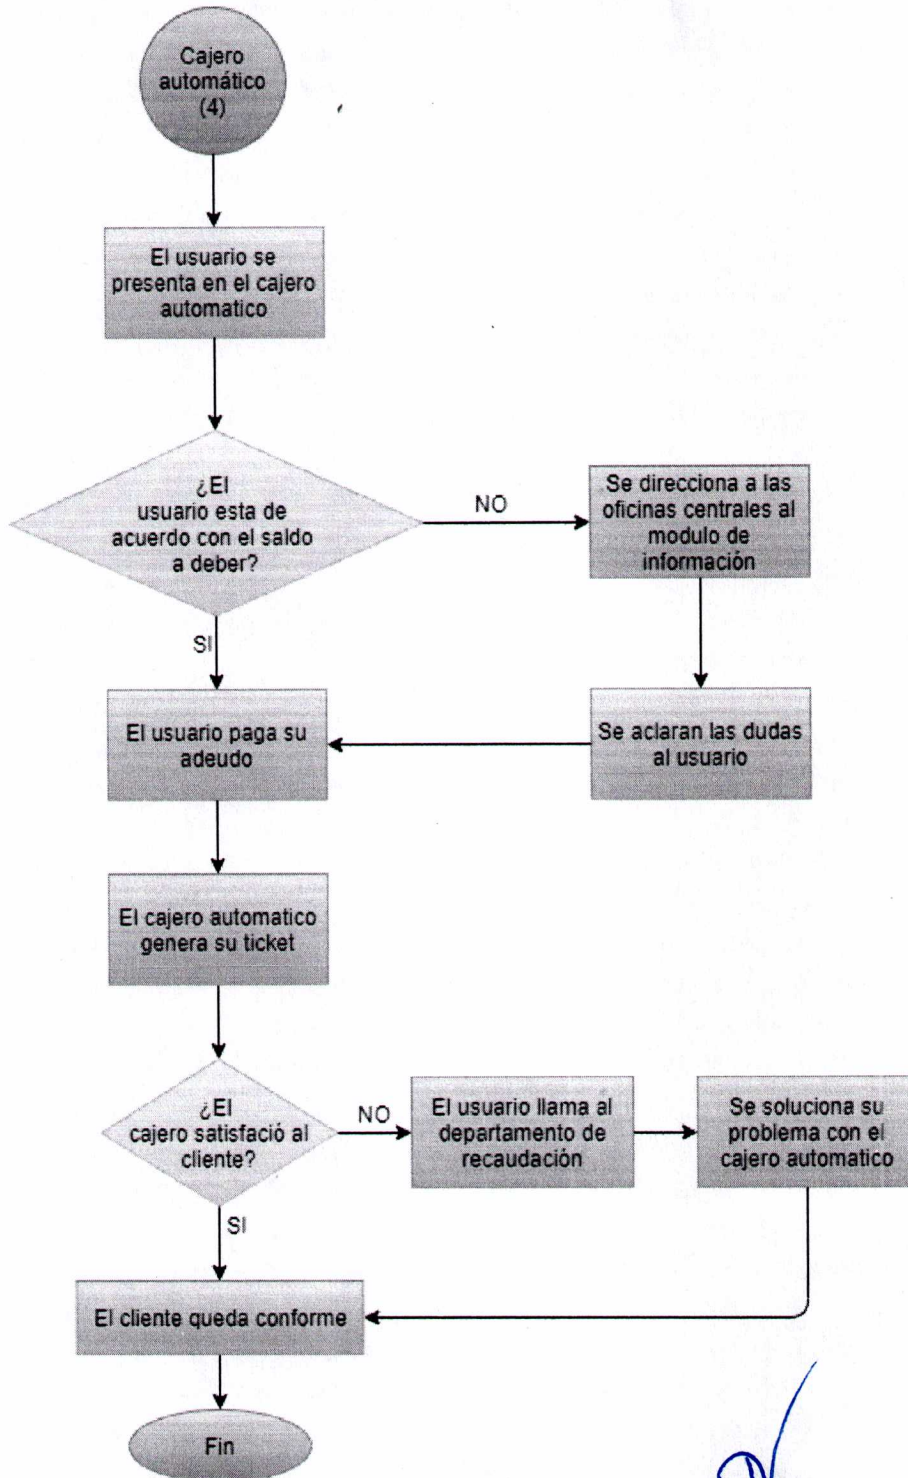 Cajero
automático
(4)
El usuario se
presenta en el cajero
automatico
¿El
usuario esta de
acuerdo con el saldo
a deber?
NO
Se direcciona a las
oficinas centrales al
modulo de
información
SI
El usuario paga su
adeudo
Se aclaran las dudas
al usuario
El cajero automatico
genera su ticket
¿El
cajero satisfació al
cliente?
NO
El usuario llama al
departamento de
recaudación
Se soluciona su
problema con el
cajero automatico
SI
El cliente queda conforme
Fin